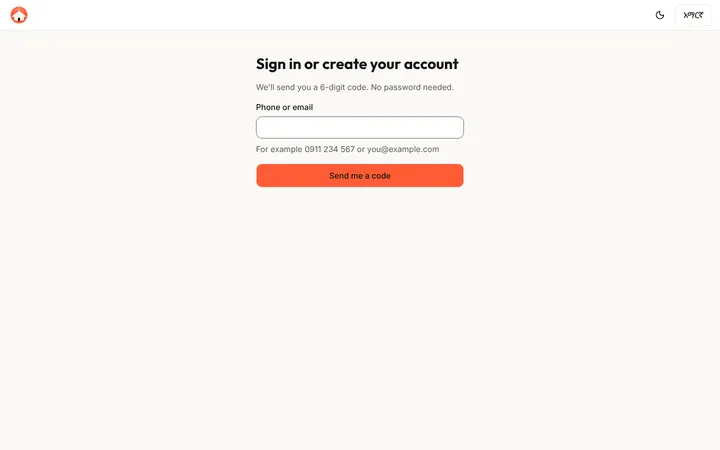 አማርኛ
Sign in or create your account
We'll send you a 6-digit code. No password needed.
Phone or email
For example 0911 234 567 or you@example.com
Send me a code